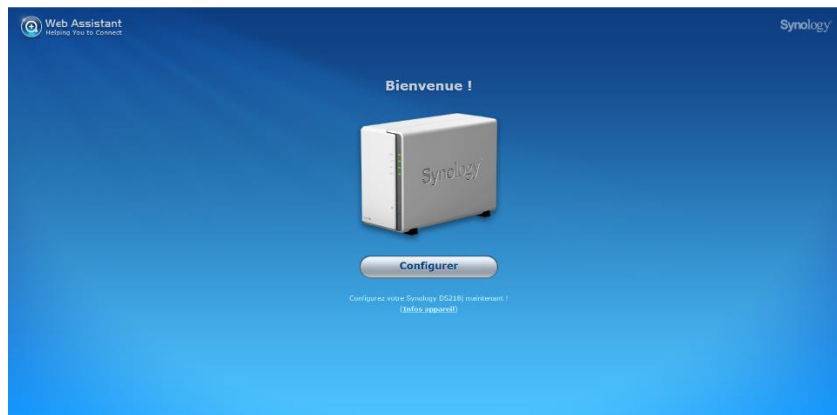 Web Assistant
Helping You to Connect
Synology
Bienvenue !
Synology
Configurer
Configurez votre Synology DS216j maintenant !
(Infos appareil)